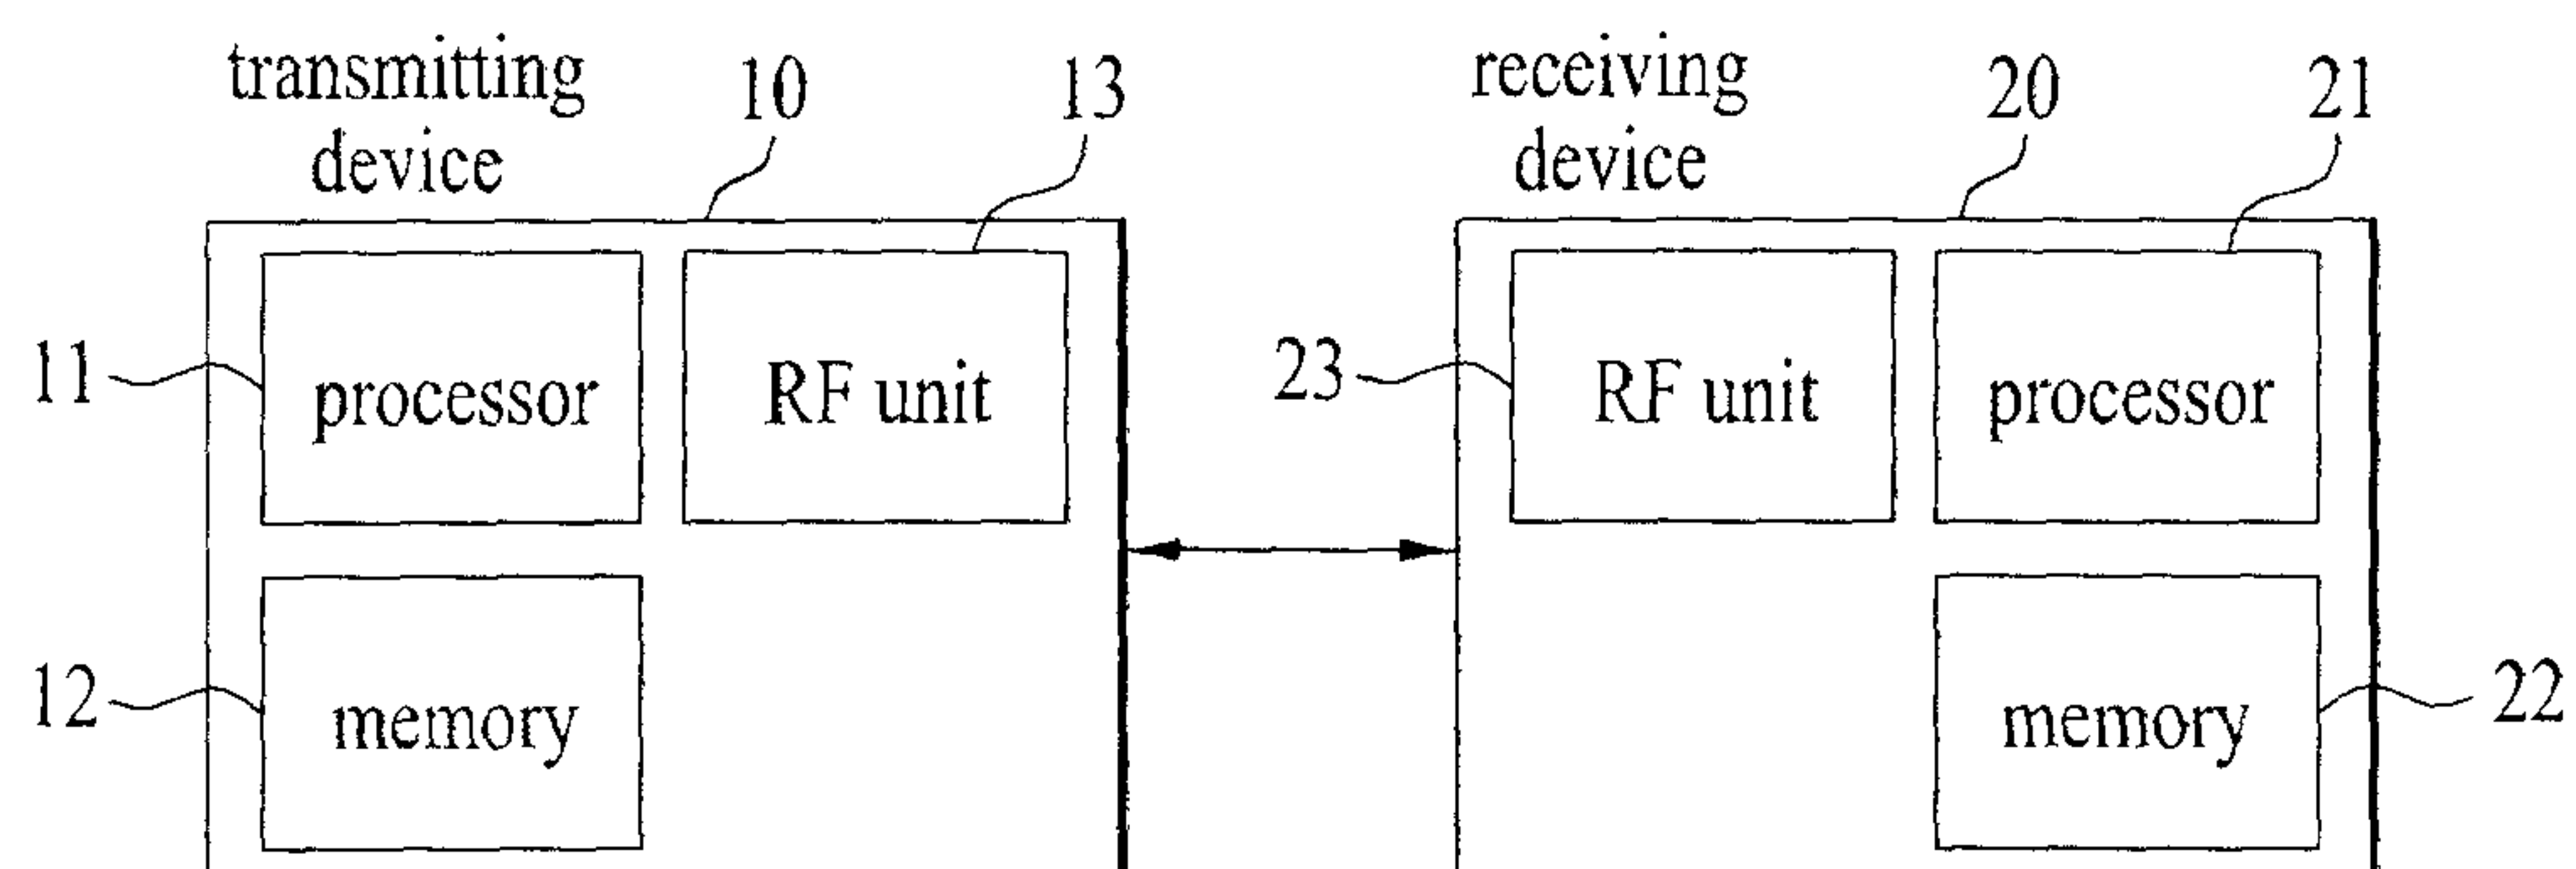 transmitting
device
10
13
receiving
device
20
21
11
processor
RF unit
23
RF unit
processor
12
memory
memory
22